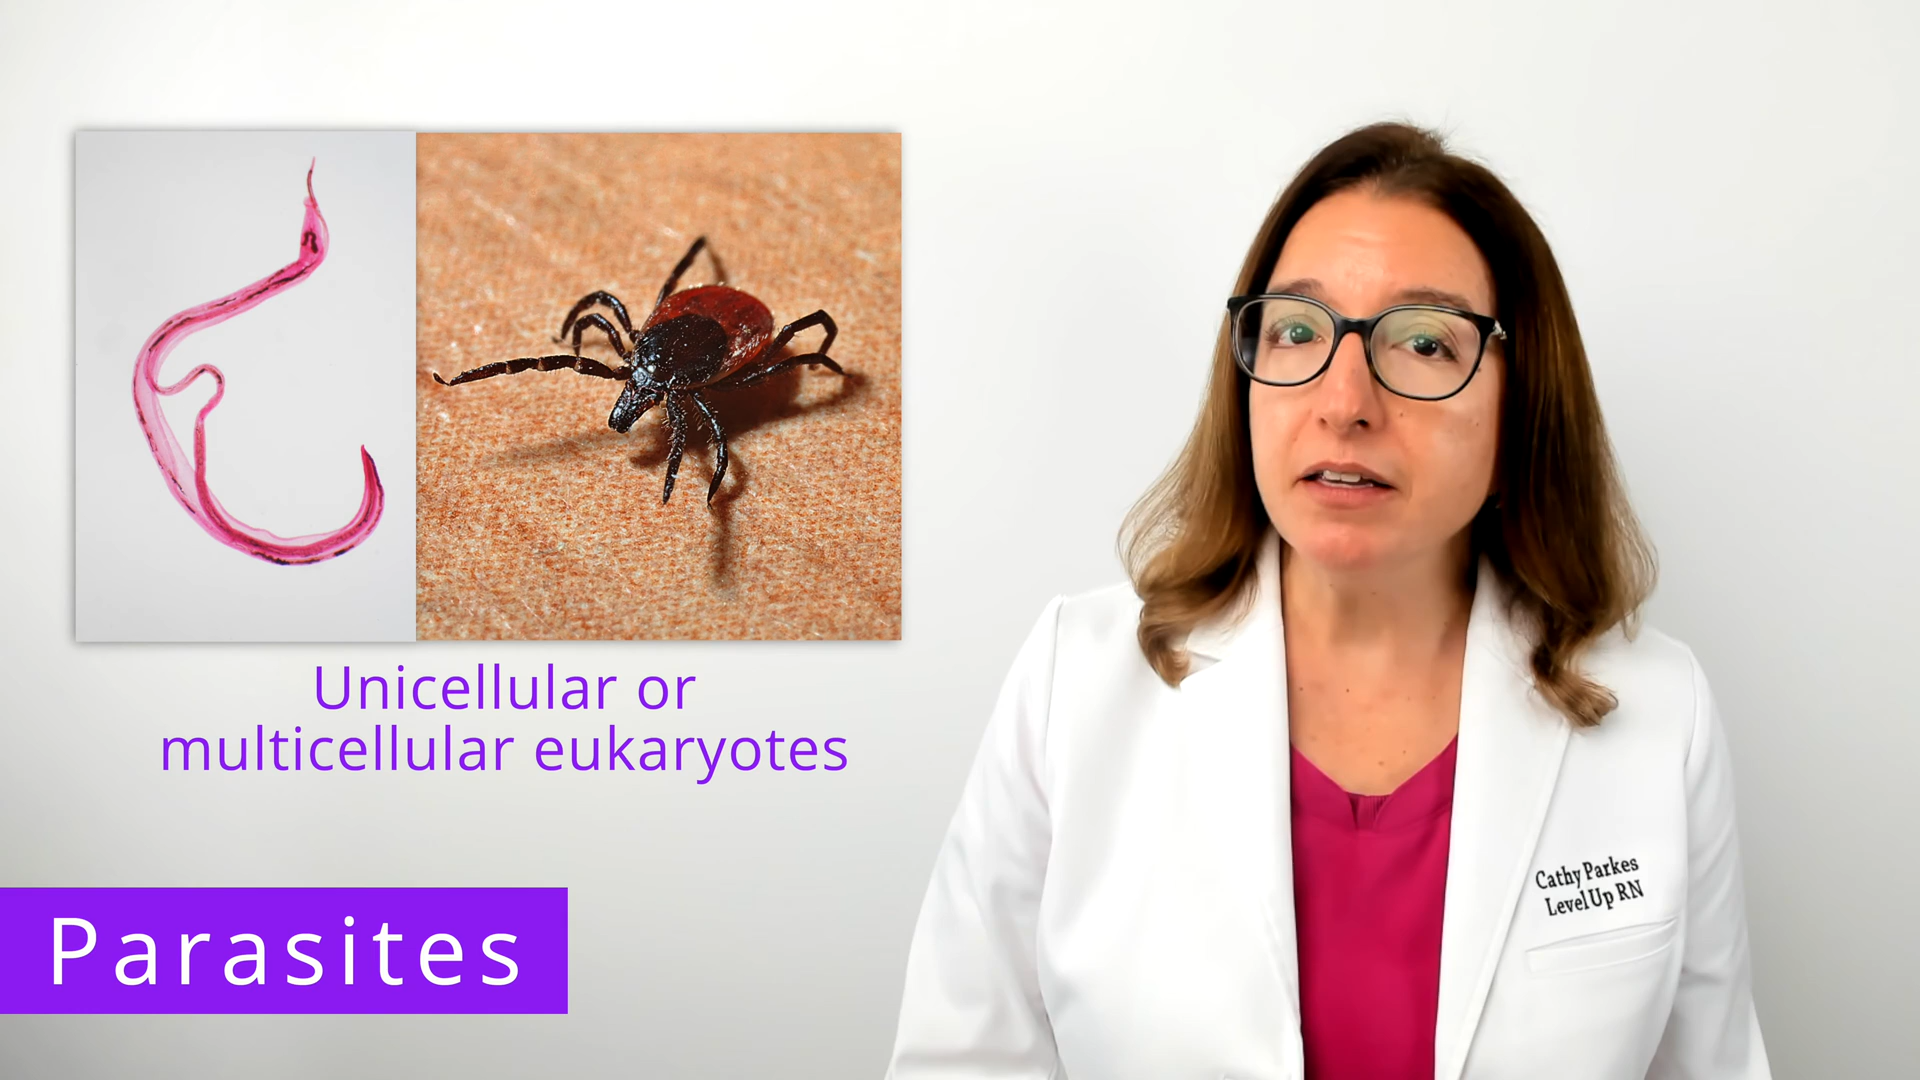 Unicellular or
multicellular eukaryotes
Parasites
Cathy Parkes
Level Up RN